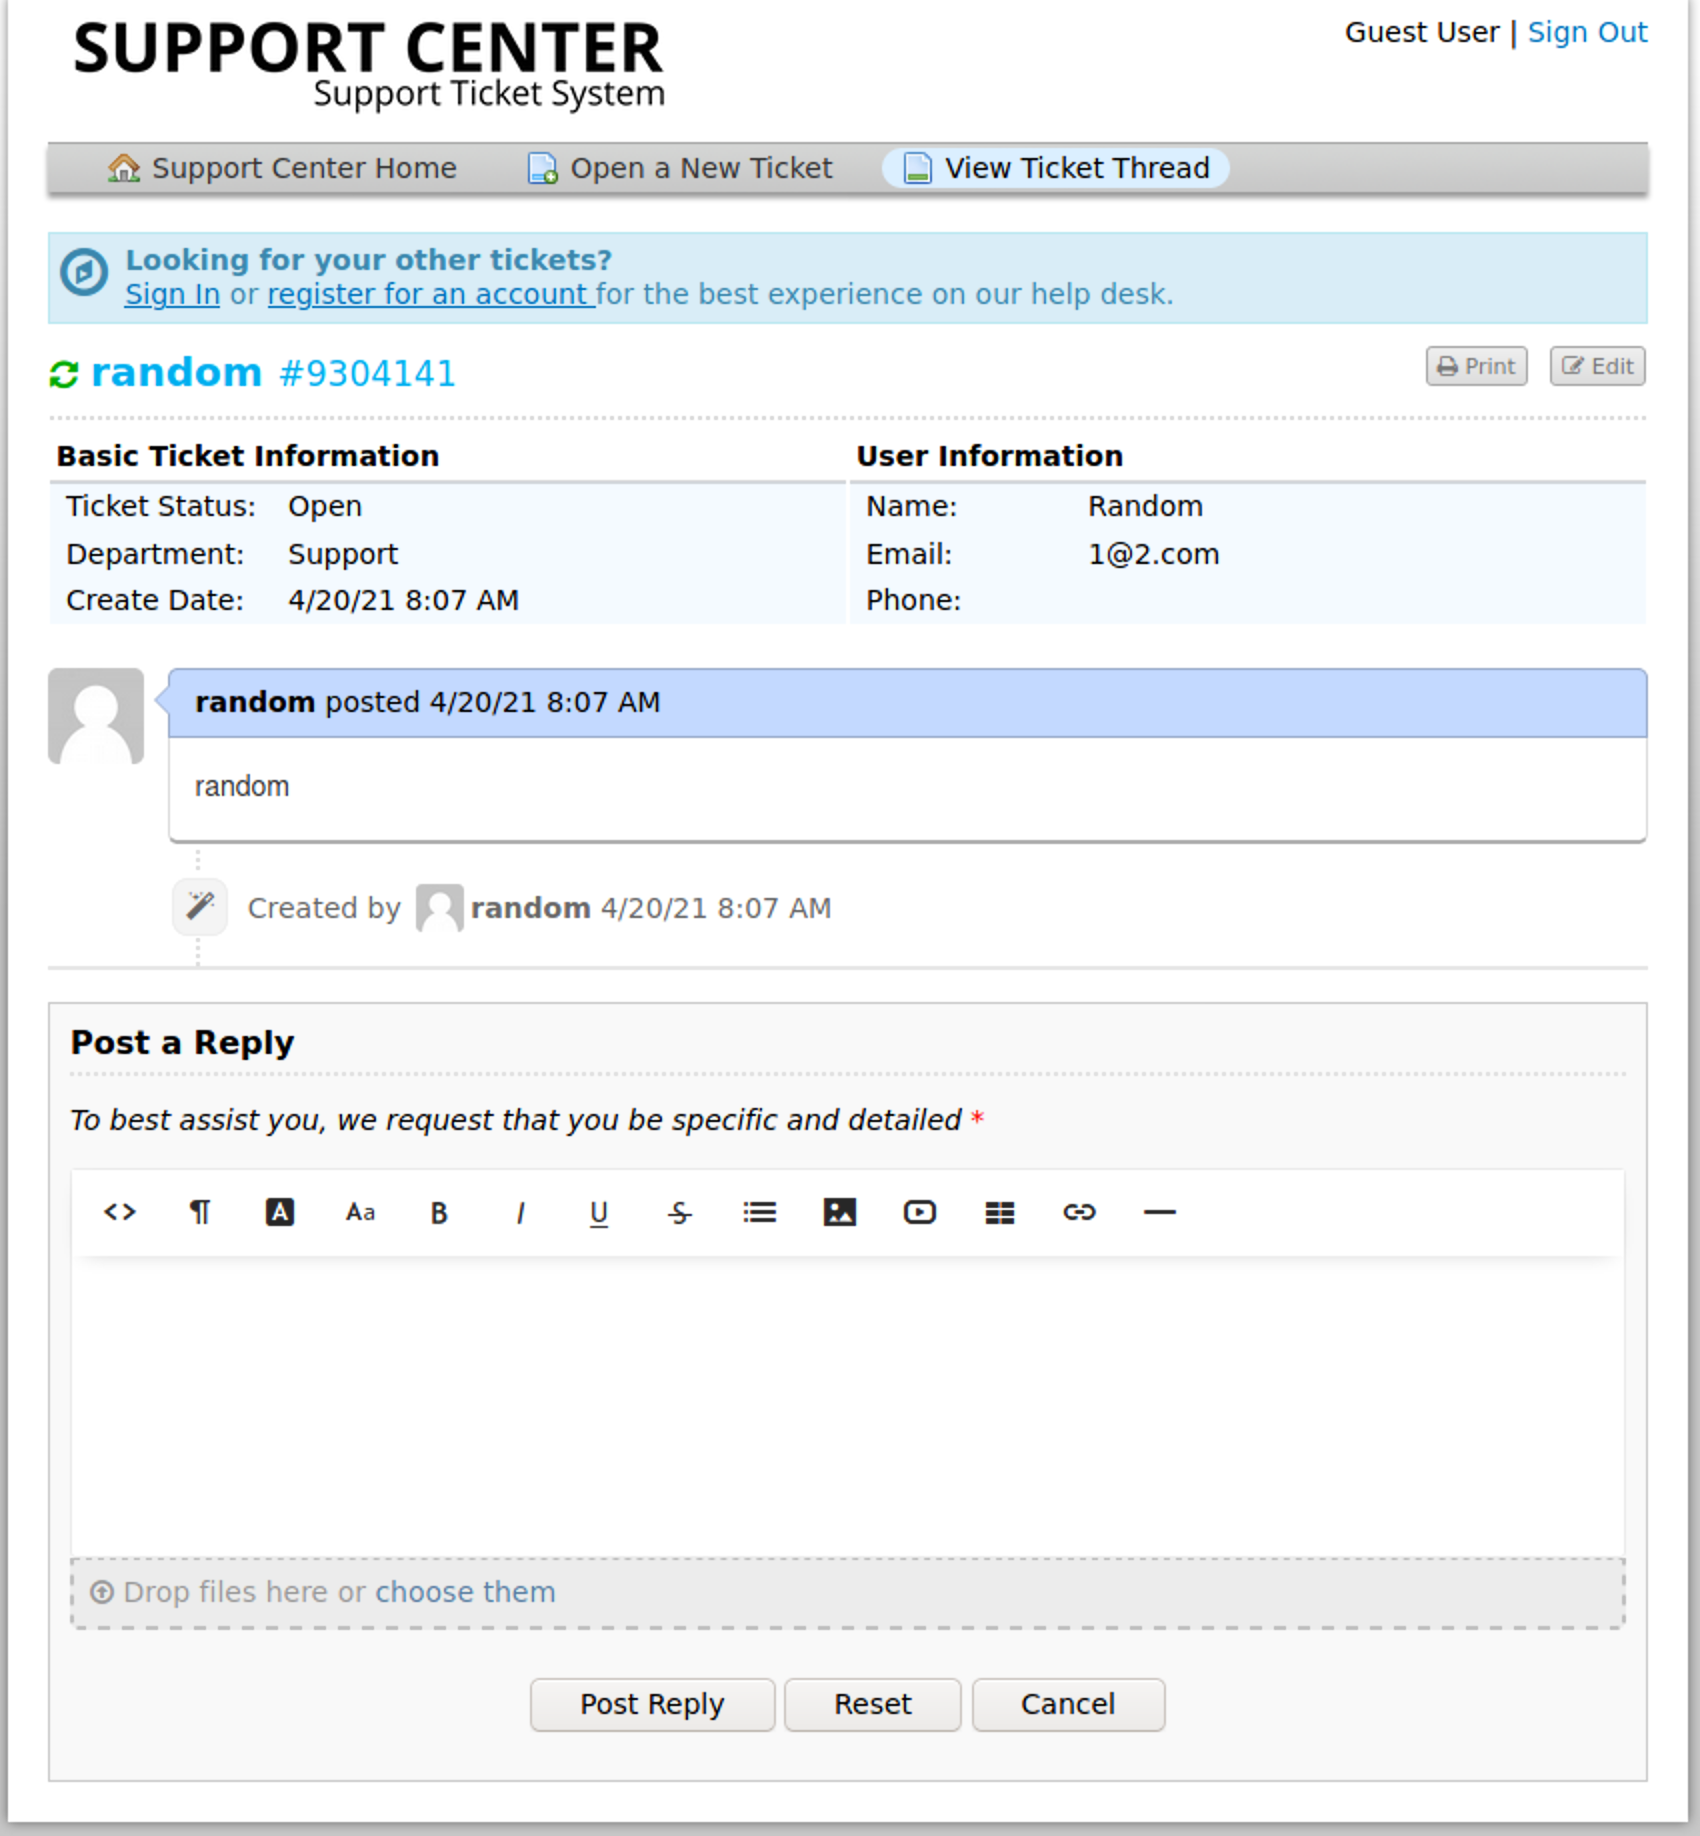 SUPPORT CENTER
Support Ticket System
Guest User | Sign Out
Support Center Home Open a New Ticket View Ticket Thread
Looking for your other tickets?
Sign In or register for an account for the best experience on our help desk.
random #9304141 Print Edit
Basic Ticket Information
Ticket Status: Open
Department: Support
Create Date: 4/20/21 8:07 AM
User Information
Name: Random
Email: 1@2.com
Phone:
random posted 4/20/21 8:07 AM
random
Created by random 4/20/21 8:07 AM
Post a Reply
To best assist you, we request that you be specific and detailed *
<> ¶ A Aa B I U S
Drop files here or choose them
Post Reply Reset Cancel